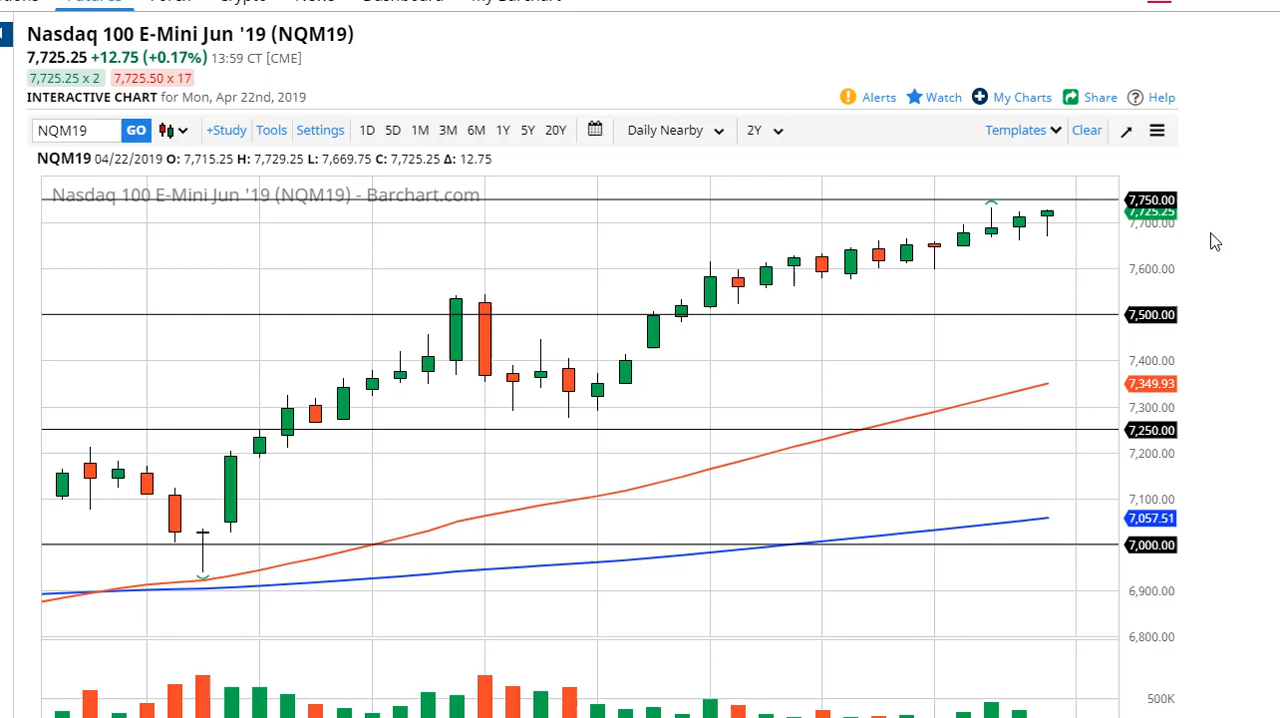 Nasdaq 100 E-Mini Jun '19 (NQM19)
7,725.25 +12.75 (+0.17%) 13:59 CT [CME]
7,725.25 x 2 7,725.50 x 17
INTERACTIVE CHART for Mon, Apr 22nd, 2019
Alerts Watch My Charts Share Help
NQM19 GO +Study Tools Settings 1D 5D 1M 3M 6M 1Y 5Y 20Y Daily Nearby 2Y Templates Clear
NQM19 04/22/2019 O: 7,715.25 H: 7,729.25 L: 7,669.75 C: 7,725.25 Δ: 12.75
Nasdaq 100 E-Mini Jun '19 (NQM19) - Barchart.com
7,750.00
7,725.25
7,700.00
7,600.00
7,500.00
7,400.00
7,349.93
7,300.00
7,250.00
7,200.00
7,100.00
7,057.51
7,000.00
6,900.00
6,800.00
500K